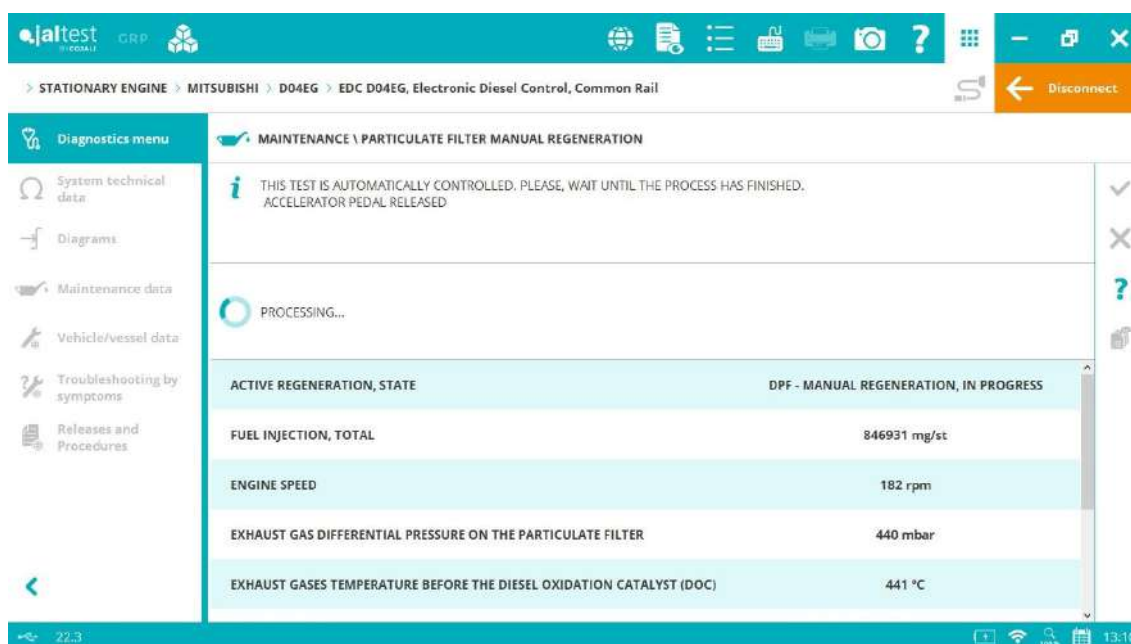 jaltest
BY COJALI
GRP
?
> STATIONARY ENGINE > MITSUBISHI > D04EG > EDC D04EG, Electronic Diesel Control, Common Rail
Disconnect
Diagnostics menu
System technical
data
Diagrams
Maintenance data
Vehicle/vessel data
Troubleshooting by
symptoms
Releases and
Procedures
MAINTENANCE \ PARTICULATE FILTER MANUAL REGENERATION
THIS TEST IS AUTOMATICALLY CONTROLLED. PLEASE, WAIT UNTIL THE PROCESS HAS FINISHED.
ACCELERATOR PEDAL RELEASED
?
PROCESSING...
ACTIVE REGENERATION, STATE DPF - MANUAL REGENERATION, IN PROGRESS
FUEL INJECTION, TOTAL 846931 mg/st
ENGINE SPEED 182 rpm
EXHAUST GAS DIFFERENTIAL PRESSURE ON THE PARTICULATE FILTER 440 mbar
EXHAUST GASES TEMPERATURE BEFORE THE DIESEL OXIDATION CATALYST (DOC) 441 °C
22.3